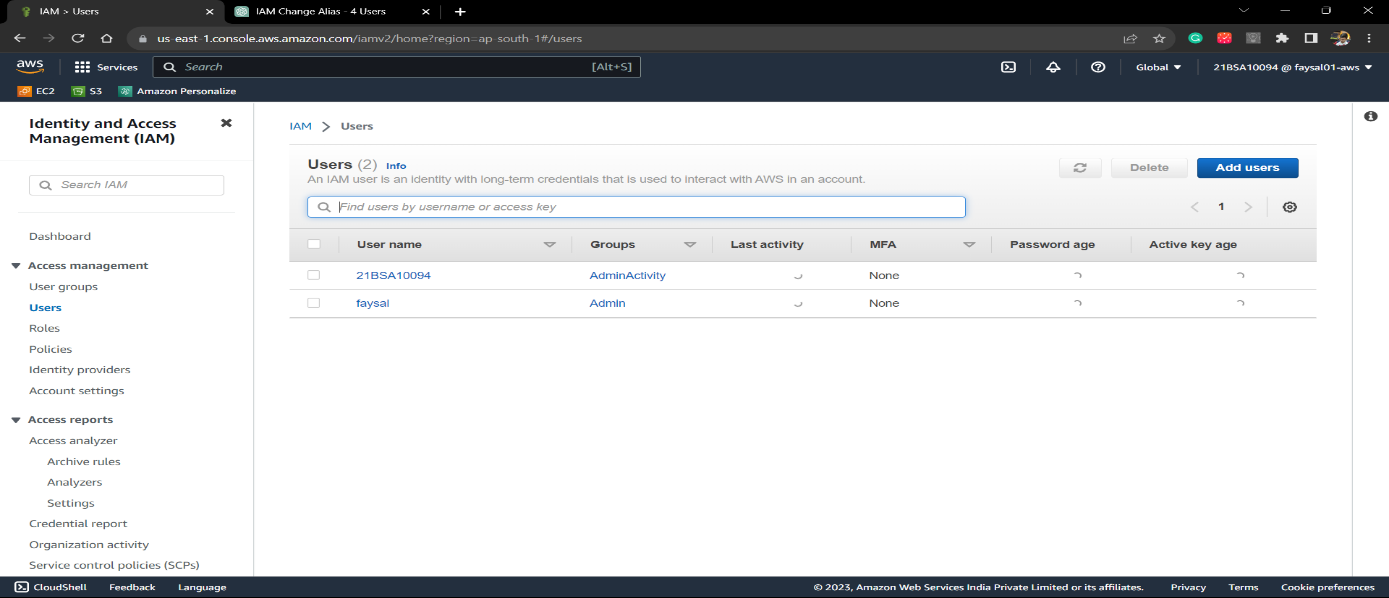 IAM > Users
IAM Change Alias - 4 Users
us-east-1.console.aws.amazon.com/iamv2/home?region=ap-south-1#/users
aws
Services
Search
[Alt+S]
Global
21BSA10094 @ faysal01-aws
EC2
S3
Amazon Personalize
Identity and Access
Management (IAM)
Search IAM
Dashboard
Access management
User groups
Users
Roles
Policies
Identity providers
Account settings
Access reports
Access analyzer
Archive rules
Analyzers
Settings
Credential report
Organization activity
Service control policies (SCPs)
IAM > Users
Users (2) Info
An IAM user is an identity with long-term credentials that is used to interact with AWS in an account.
Delete
Add users
Find users by username or access key
1
User name Groups Last activity MFA Password age Active key age
21BSA10094 AdminActivity None
faysal Admin None
CloudShell Feedback Language
© 2023, Amazon Web Services India Private Limited or its affiliates. Privacy Terms Cookie preferences